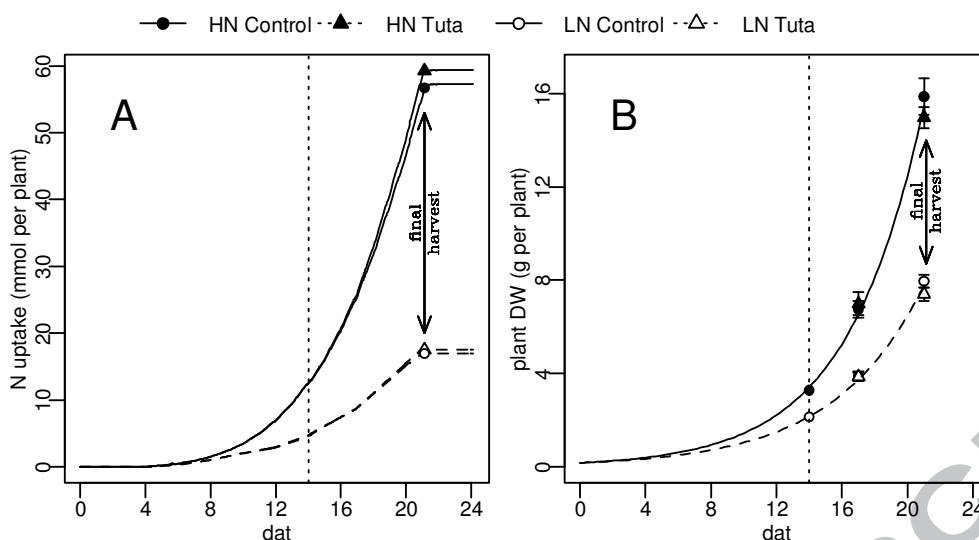 HN Control HN Tuta LN Control LN Tuta
A
N uptake (mmol per plant)
0 10 20 30 40 50 60
final
harvest
0 4 8 12 16 20 24
dat
B
plant DW (g per plant)
0 4 8 12 16
final
harvest
0 4 8 12 16 20 24
dat